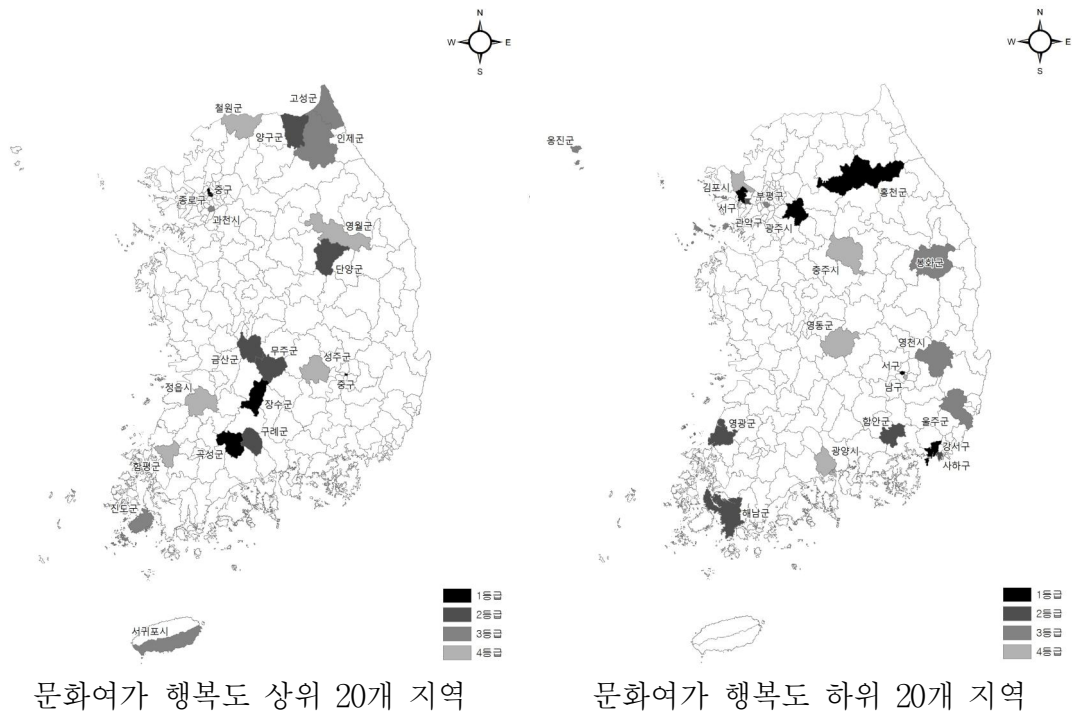 N
W E
S
고성군
철원군
양구군
인제군
중구
종로구
과천시
영월군
단양군
금산군
무주군
성주군
중구
정읍시
장수군
구례군
곡성군
함평군
진도군
서귀포시
1등급
2등급
3등급
4등급
문화여가 행복도 상위 20개 지역
N
W E
S
옹진군
김포시
부평구
서구
관악구
광주시
홍천군
충주시
봉화군
영동군
영천시
서구
남구
영광군
함안군
울주군
강서구
사하구
광양시
해남군
1등급
2등급
3등급
4등급
문화여가 행복도 하위 20개 지역